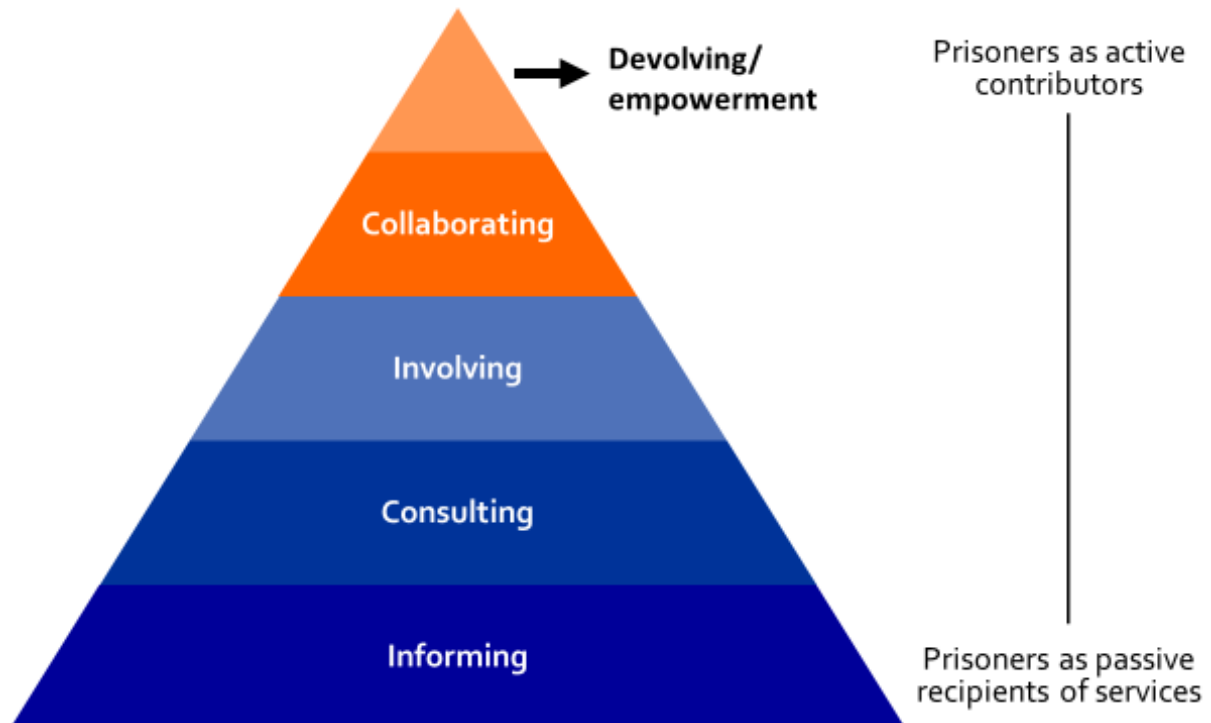 Devolving/
empowerment
Collaborating
Involving
Consulting
Informing
Prisoners as active
contributors
Prisoners as passive
recipients of services